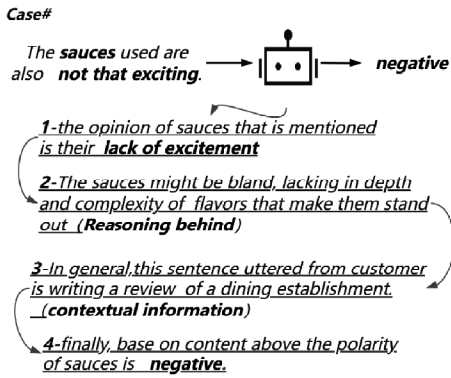 Case#
The sauces used are
also not that exciting.
negative
1-the opinion of sauces that is mentioned
is their lack of excitement
2-The sauces might be bland, lacking in depth
and complexity of flavors that make them stand
out (Reasoning behind)
3-In general,this sentence uttered from customer
is writing a review of a dining establishment.
(contextual information)
4-finally, base on content above the polarity
of sauces is negative.